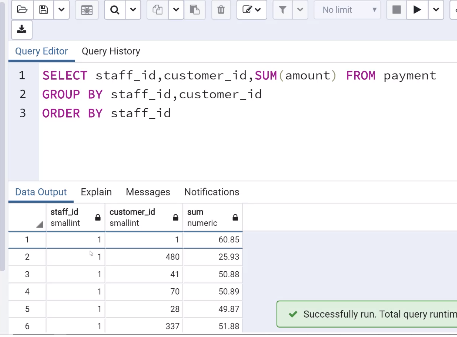 No limit
Query Editor Query History
1 SELECT staff_id,customer_id,SUM(amount) FROM payment
2 GROUP BY staff_id,customer_id
3 ORDER BY staff_id
Data Output Explain Messages Notifications
staff_id customer_id sum
smallint smallint numeric
1 1 1 60.85
2 1 480 25.93
3 1 41 50.88
4 1 70 50.89
5 1 28 49.87
6 1 337 51.88
Successfully run. Total query runtim